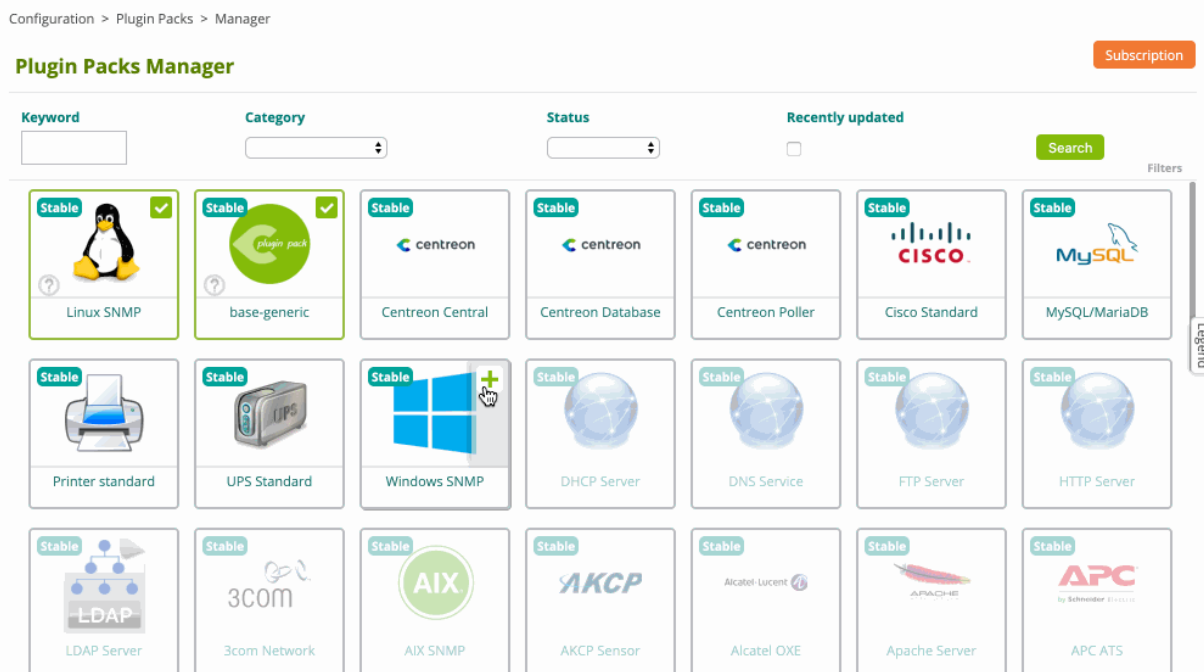 Configuration > Plugin Packs > Manager
Plugin Packs Manager
Subscription
Keyword
Category
Status
Recently updated
Search
Filters
Stable
Stable
Stable
Stable
Stable
Stable
Stable
plugin pack
centreon
centreon
centreon
CISCO
MySQL
?
?
Linux SNMP
base-generic
Centreon Central
Centreon Database
Centreon Poller
Cisco Standard
MySQL/MariaDB
Legend
Stable
Stable
Stable
Stable
Stable
Stable
Stable
UPS
Printer standard
UPS Standard
Windows SNMP
DHCP Server
DNS Service
FTP Server
HTTP Server
Stable
Stable
Stable
Stable
Stable
Stable
Stable
LDAP
3COM
AIX
AKCP
Alcatel·Lucent
APACHE
APC
by Schneider Electric
LDAP Server
3com Network
AIX SNMP
AKCP Sensor
Alcatel OXE
Apache Server
APC ATS